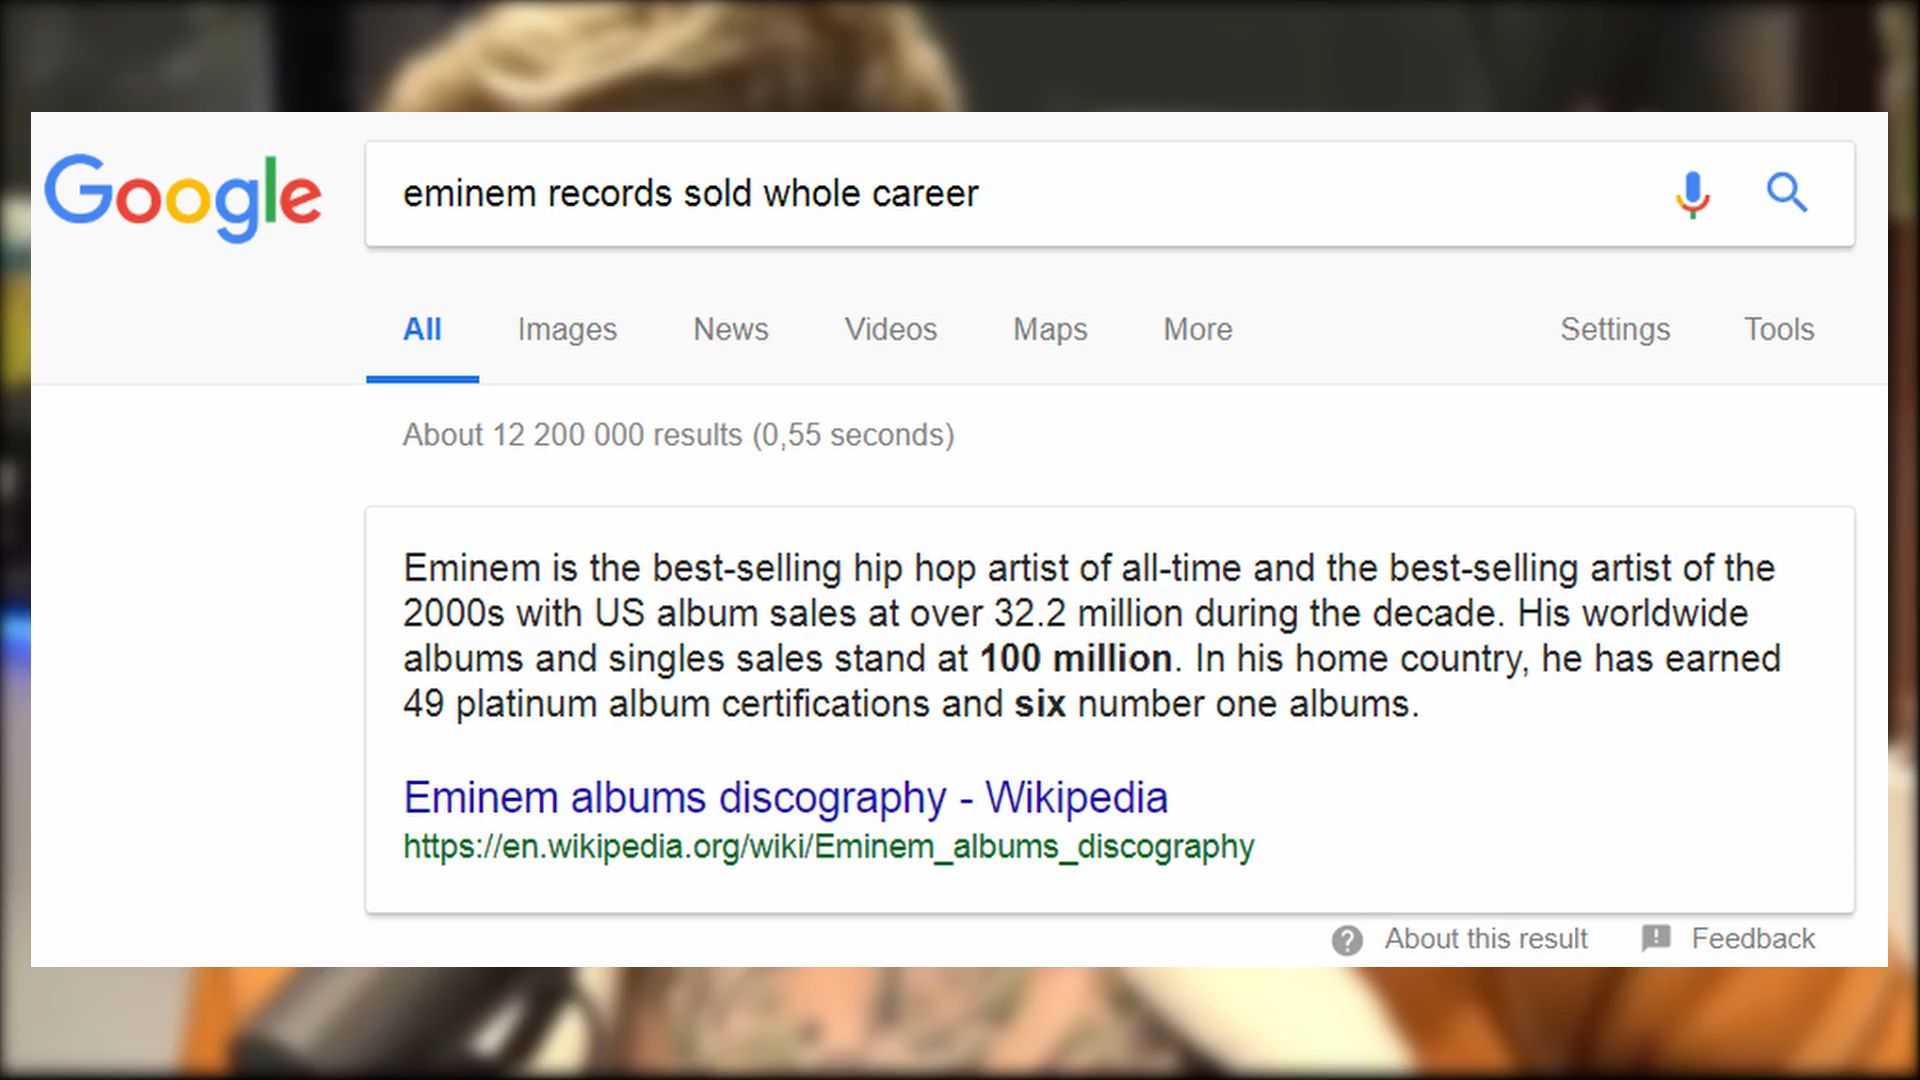 Google
eminem records sold whole career
All Images News Videos Maps More Settings Tools
About 12 200 000 results (0,55 seconds)
Eminem is the best-selling hip hop artist of all-time and the best-selling artist of the
2000s with US album sales at over 32.2 million during the decade. His worldwide
albums and singles sales stand at 100 million. In his home country, he has earned
49 platinum album certifications and six number one albums.
Eminem albums discography - Wikipedia
https://en.wikipedia.org/wiki/Eminem_albums_discography
About this result Feedback